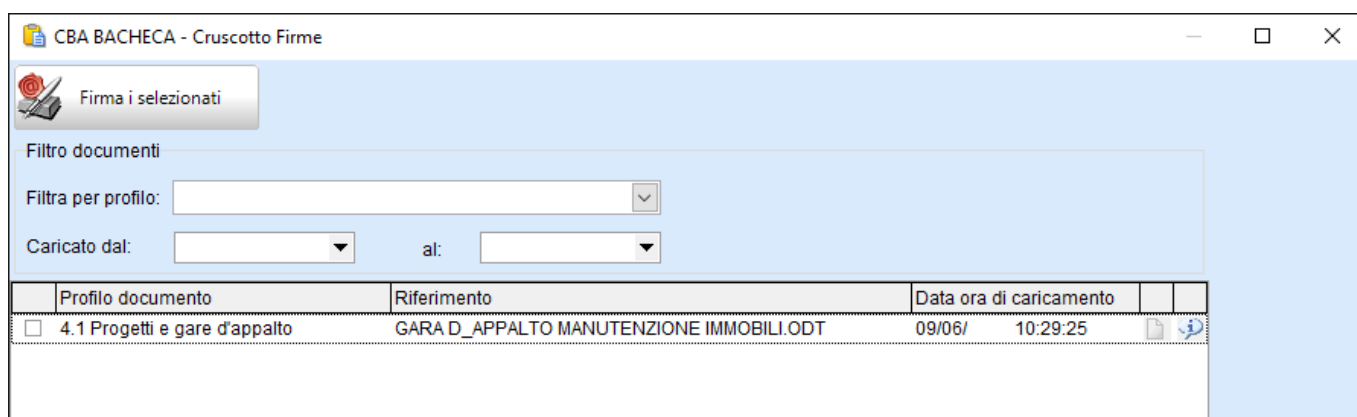 CBA BACHECA - Cruscotto Firme
Firma i selezionati
Filtro documenti
Filtra per profilo:
Caricato dal: al:
Profilo documento Riferimento Data ora di caricamento
4.1 Progetti e gare d'appalto GARA D_APPALTO MANUTENZIONE IMMOBILI.ODT 09/06/ 10:29:25